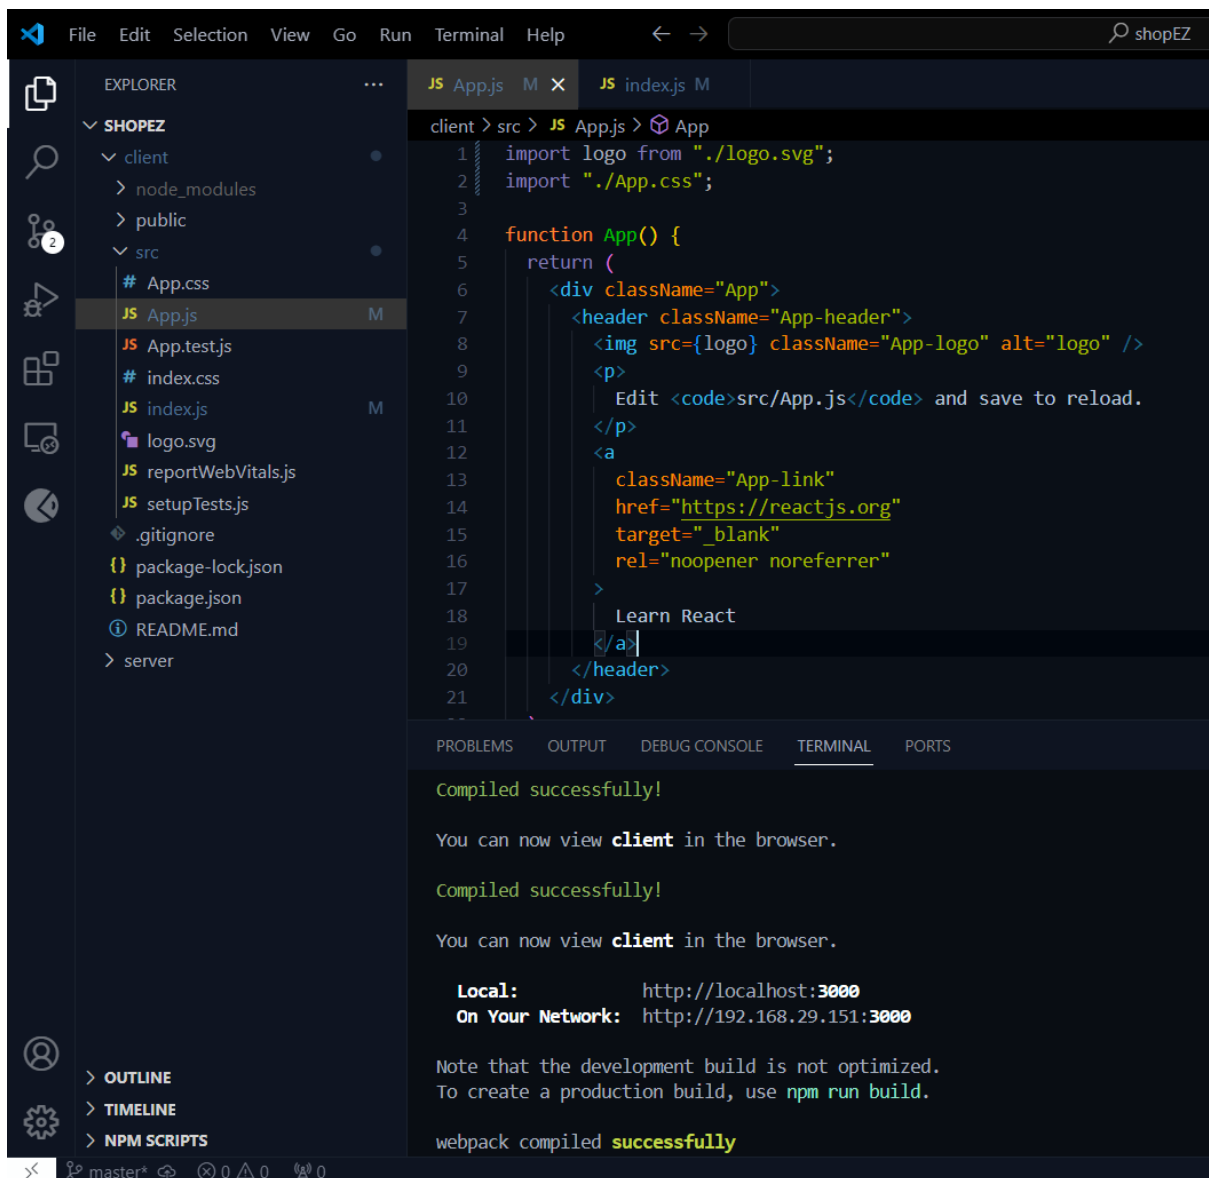 File Edit Selection View Go Run Terminal Help shopEZ
EXPLORER
SHOPEZ
client
node_modules
public
src
# App.css
JS App.js M
JS App.test.js
# index.css
JS index.js M
logo.svg
JS reportWebVitals.js
JS setupTests.js
.gitignore
{} package-lock.json
{} package.json
README.md
server
OUTLINE
TIMELINE
NPM SCRIPTS
2
JS App.js M
JS index.js M
client > src > JS App.js > App
1 import logo from "./logo.svg";
2 import "./App.css";
3
4 function App() {
5 return (
6 <div className="App">
7 <header className="App-header">
8 <img src={logo} className="App-logo" alt="logo" />
9 <p>
10 Edit <code>src/App.js</code> and save to reload.
11 </p>
12 <a
13 className="App-link"
14 href="https://reactjs.org"
15 target="_blank"
16 rel="noopener noreferrer"
17 >
18 Learn React
19 </a>
20 </header>
21 </div>
PROBLEMS OUTPUT DEBUG CONSOLE TERMINAL PORTS
Compiled successfully!
You can now view client in the browser.
Compiled successfully!
You can now view client in the browser.
Local: http://localhost:3000
On Your Network: http://192.168.29.151:3000
Note that the development build is not optimized.
To create a production build, use npm run build.
webpack compiled successfully
master* 0 0 0